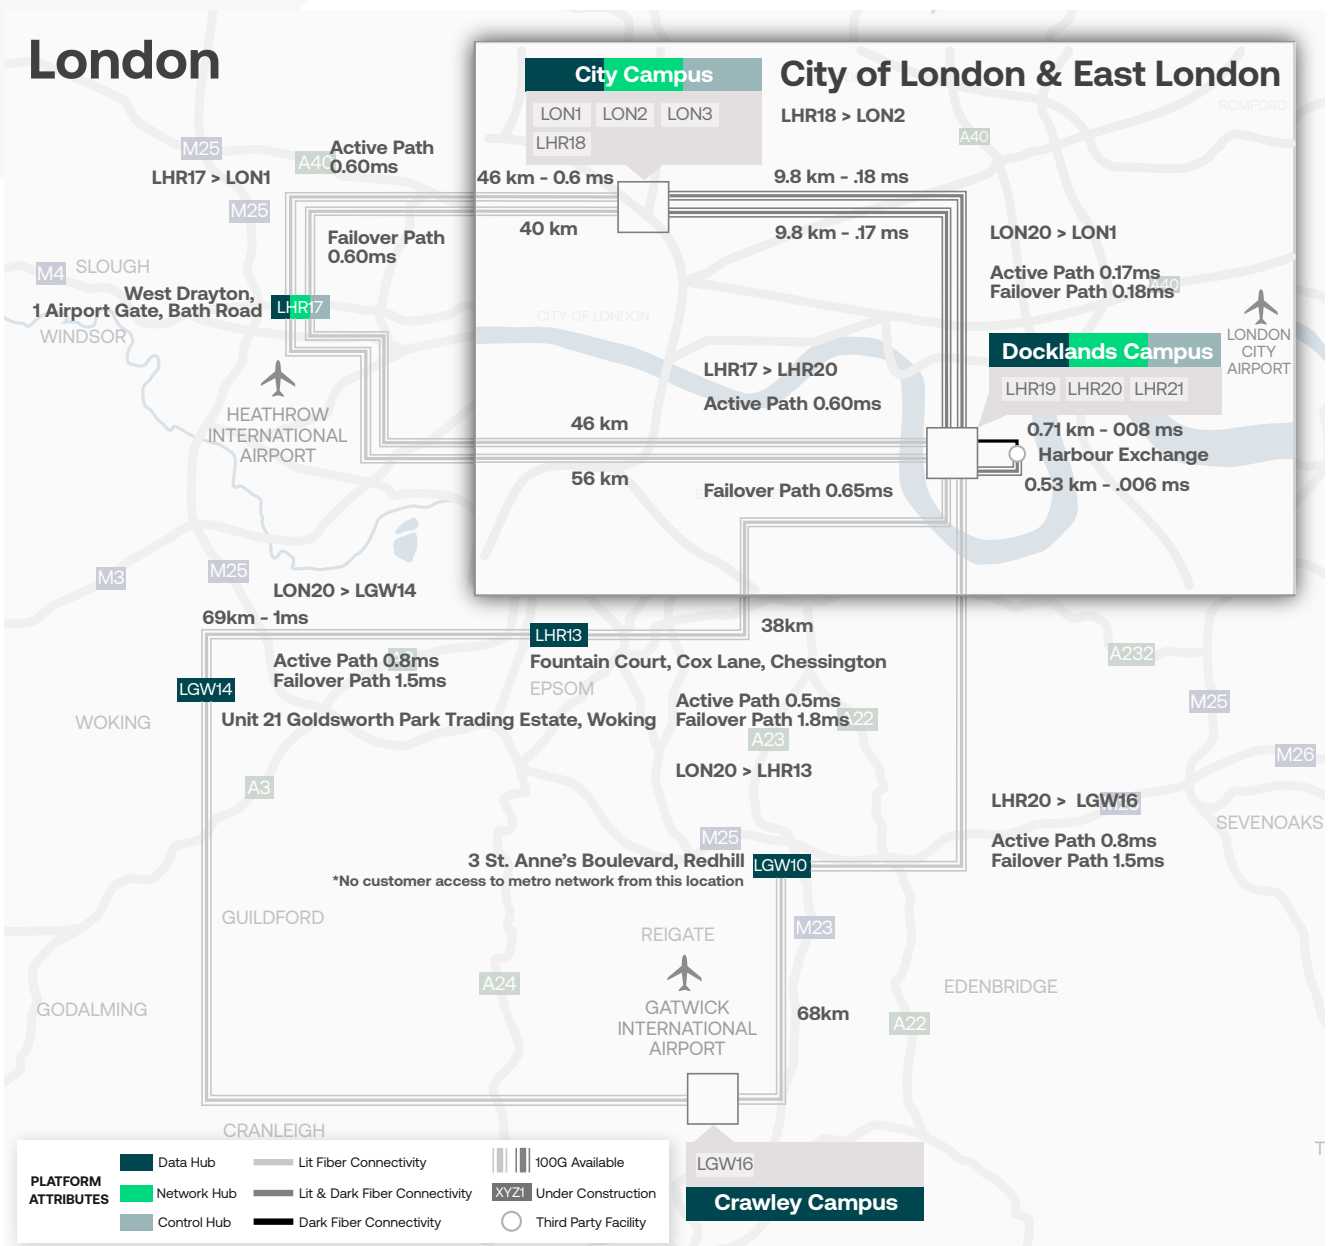 London
City of London & East London
City Campus
LON1 LON2 LON3
LHR18
LHR18 > LON2
ROMFORD
A40
M25
A40
Active Path
0.60ms
LHR17 > LON1
M25
46 km - 0.6 ms
9.8 km - .18 ms
40 km
9.8 km - .17 ms
Failover Path
0.60ms
LON20 > LON1
Active Path 0.17ms
Failover Path 0.18ms
A40
M4
SLOUGH
West Drayton,
1 Airport Gate, Bath Road
LHR17
WINDSOR
CITY OF LONDON
LONDON
CITY
AIRPORT
Docklands Campus
LHR19 LHR20 LHR21
LHR17 > LHR20
Active Path 0.60ms
HEATHROW
INTERNATIONAL
AIRPORT
46 km
56 km
Failover Path 0.65ms
0.71 km - 008 ms
Harbour Exchange
0.53 km - .006 ms
M3
M25
LON20 > LGW14
69km - 1ms
38km
LHR13
Fountain Court, Cox Lane, Chessington
EPSOM
Active Path 0.8ms
Failover Path 1.5ms
LGW14
Unit 21 Goldsworth Park Trading Estate, Woking
WOKING
Active Path 0.5ms
Failover Path 1.8ms
A22
A23
LON20 > LHR13
A232
M25
M26
A3
LHR20 > LGW16
SEVENOAKS
Active Path 0.8ms
Failover Path 1.5ms
M25
3 St. Anne’s Boulevard, Redhill
LGW10
*No customer access to metro network from this location
GUILDFORD
M23
REIGATE
A24
EDENBRIDGE
GODALMING
GATWICK
INTERNATIONAL
AIRPORT
68km
A22
CRANLEIGH
LGW16
Crawley Campus
PLATFORM
ATTRIBUTES
Data Hub
Network Hub
Control Hub
Lit Fiber Connectivity
Lit & Dark Fiber Connectivity
Dark Fiber Connectivity
100G Available
XYZ1 Under Construction
Third Party Facility